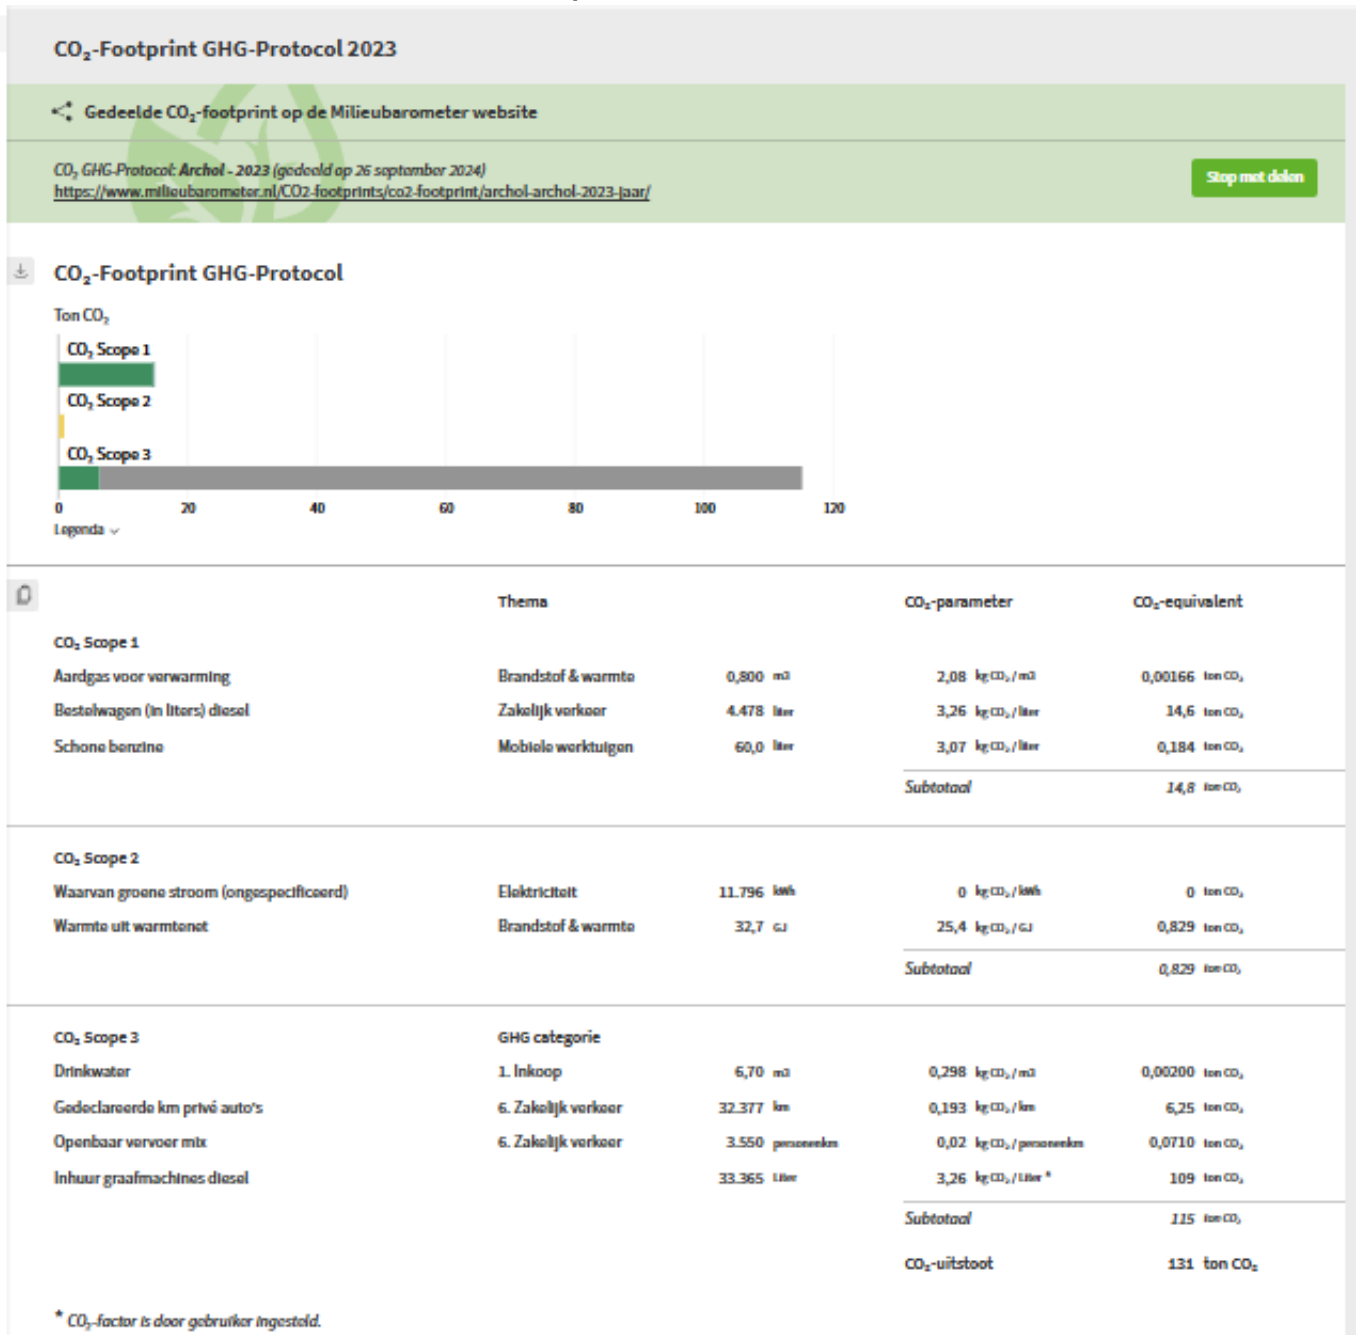 CO₂-Footprint GHG-Protocol 2023
Gedeelde CO₂-footprint op de Milieubarometer website
CO₂ GHG-Protocol: Archol - 2023 (gedeeld op 26 september 2024)
https://www.milieubarometer.nl/CO2-footprints/co2-footprint/archol-archol-2023-jaar/
Stop met delen
CO₂-Footprint GHG-Protocol
Ton CO₂
CO₂ Scope 1
CO₂ Scope 2
CO₂ Scope 3
0 20 40 60 80 100 120
Legenda
Thema CO₂-parameter CO₂-equivalent
CO₂ Scope 1
Aardgas voor verwarming Brandstof & warmte 0,800 m3 2,08 kg CO₂ / m3 0,00166 ton CO₂
Bestelwagen (in liters) diesel Zakelijk verkeer 4.478 liter 3,26 kg CO₂ / liter 14,6 ton CO₂
Schone benzine Mobiele werktuigen 60,0 liter 3,07 kg CO₂ / liter 0,184 ton CO₂
Subtotaal 14,8 ton CO₂
CO₂ Scope 2
Waarvan groene stroom (ongespecificeerd) Elektriciteit 11.796 kWh 0 kg CO₂ / kWh 0 ton CO₂
Warmte uit warmtenet Brandstof & warmte 32,7 GJ 25,4 kg CO₂ / GJ 0,829 ton CO₂
Subtotaal 0,829 ton CO₂
CO₂ Scope 3 GHG categorie
Drinkwater 1. Inkoop 6,70 m3 0,298 kg CO₂ / m3 0,00200 ton CO₂
Gedeclareerde km privé auto's 6. Zakelijk verkeer 32.377 km 0,193 kg CO₂ / km 6,25 ton CO₂
Openbaar vervoer mix 6. Zakelijk verkeer 3.550 personenkm 0,02 kg CO₂ / personenkm 0,0710 ton CO₂
Inhuur graafmachines diesel 33.365 Liter 3,26 kg CO₂ / Liter * 109 ton CO₂
Subtotaal 115 ton CO₂
CO₂-uitstoot 131 ton CO₂
* CO₂-factor is door gebruiker ingesteld.